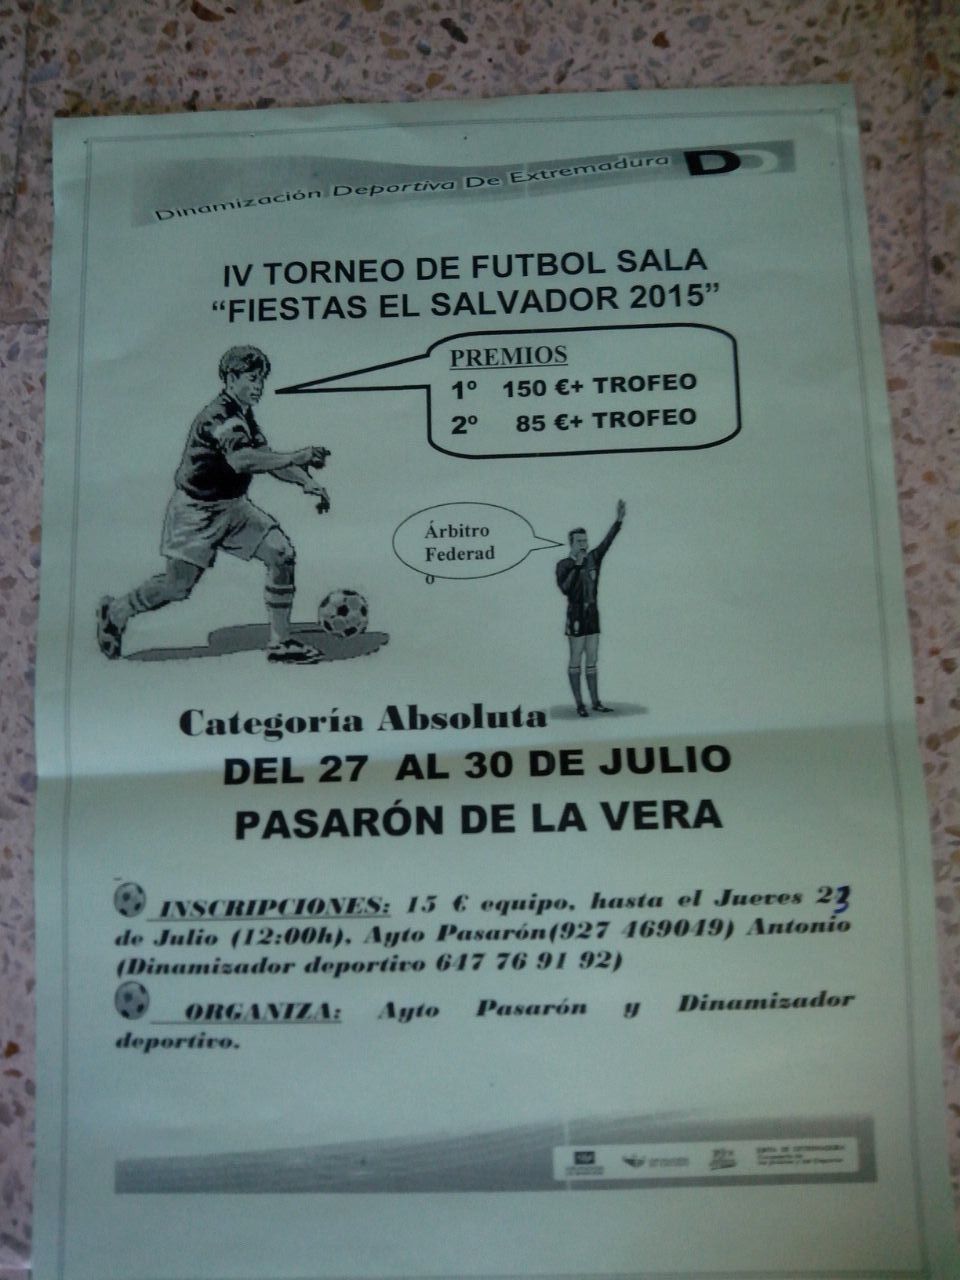 Dinamización Deportiva De Extremadura D
IV TORNEO DE FUTBOL SALA
“FIESTAS EL SALVADOR 2015”
PREMIOS
1º 150 €+ TROFEO
2º 85 €+ TROFEO
Árbitro
Federad
o
Categoría Absoluta
DEL 27 AL 30 DE JULIO
PASARÓN DE LA VERA
INSCRIPCIONES: 15 € equipo, hasta el Jueves 23
de Julio (12:00h). Ayto Pasarón(927 469049) Antonio
(Dinamizador deportivo 647 76 91 92)
ORGANIZA: Ayto Pasarón y Dinamizador
deportivo.
JUNTA DE EXTREMADURA